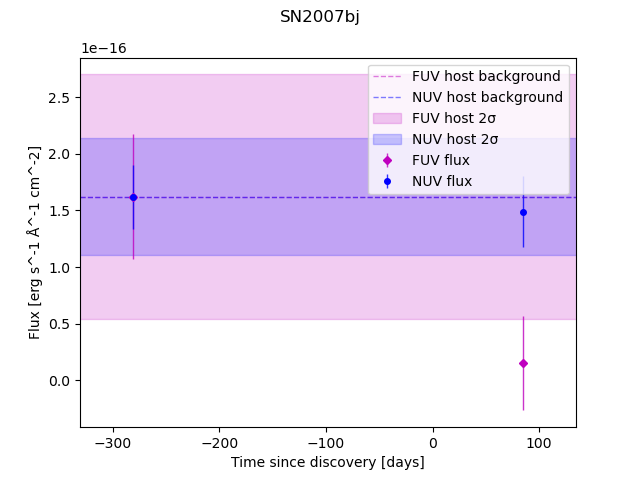 SN2007bj
1e−16
FUV host background
NUV host background
FUV host 2σ
NUV host 2σ
FUV flux
NUV flux
2.5
2.0
1.5
1.0
0.5
0.0
Flux [erg s^-1 Å^-1 cm^-2]
−300
−200
−100
0
100
Time since discovery [days]